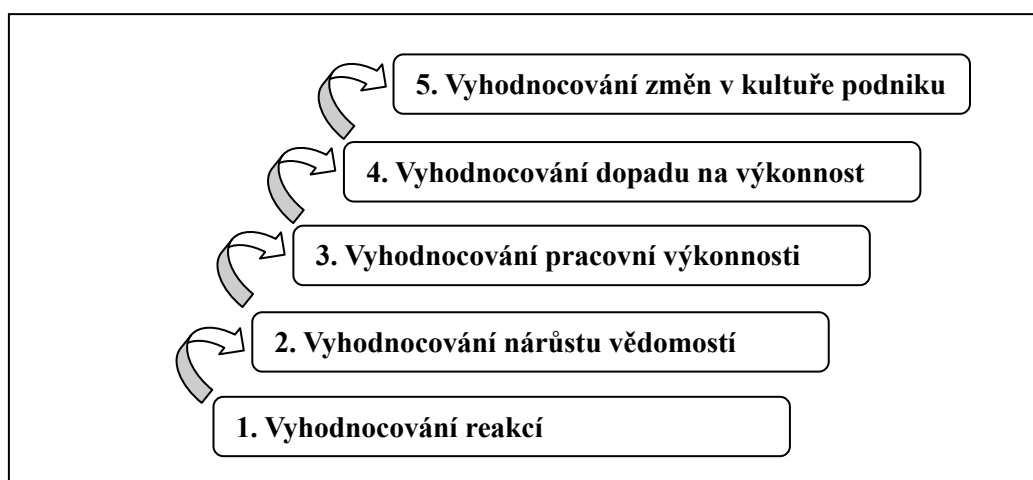 5. Vyhodnocování změn v kultuře podniku
4. Vyhodnocování dopadu na výkonnost
3. Vyhodnocování pracovní výkonnosti
2. Vyhodnocování nárůstu vědomostí
1. Vyhodnocování reakcí